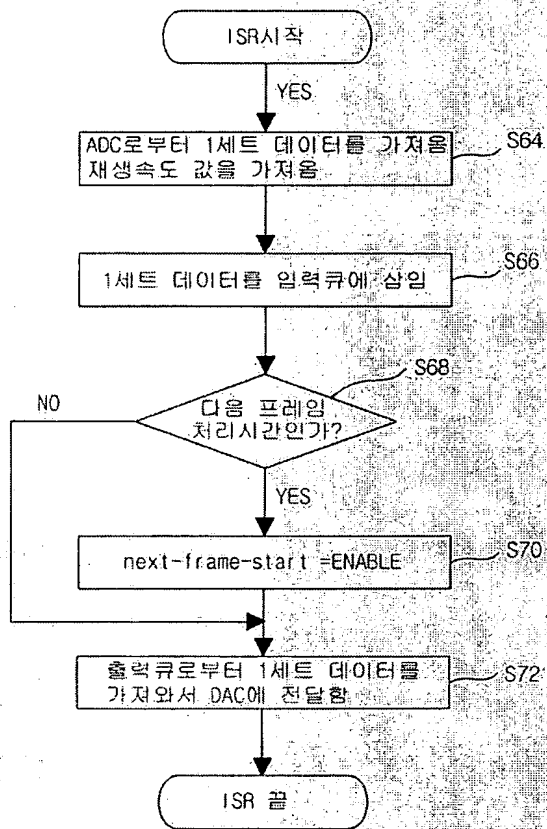 ISR시작
YES
ADC로부터 1세트 데이터를 가져옴
재생속도 값을 가져옴
S64
1세트 데이터를 입력큐에 삽입
S66
S68
NO
다음 프레임
처리시간인가?
YES
next-frame-start =ENABLE
S70
출력큐로부터 1세트 데이터를
가져와서 DAC에 전달함
S72
ISR 끝